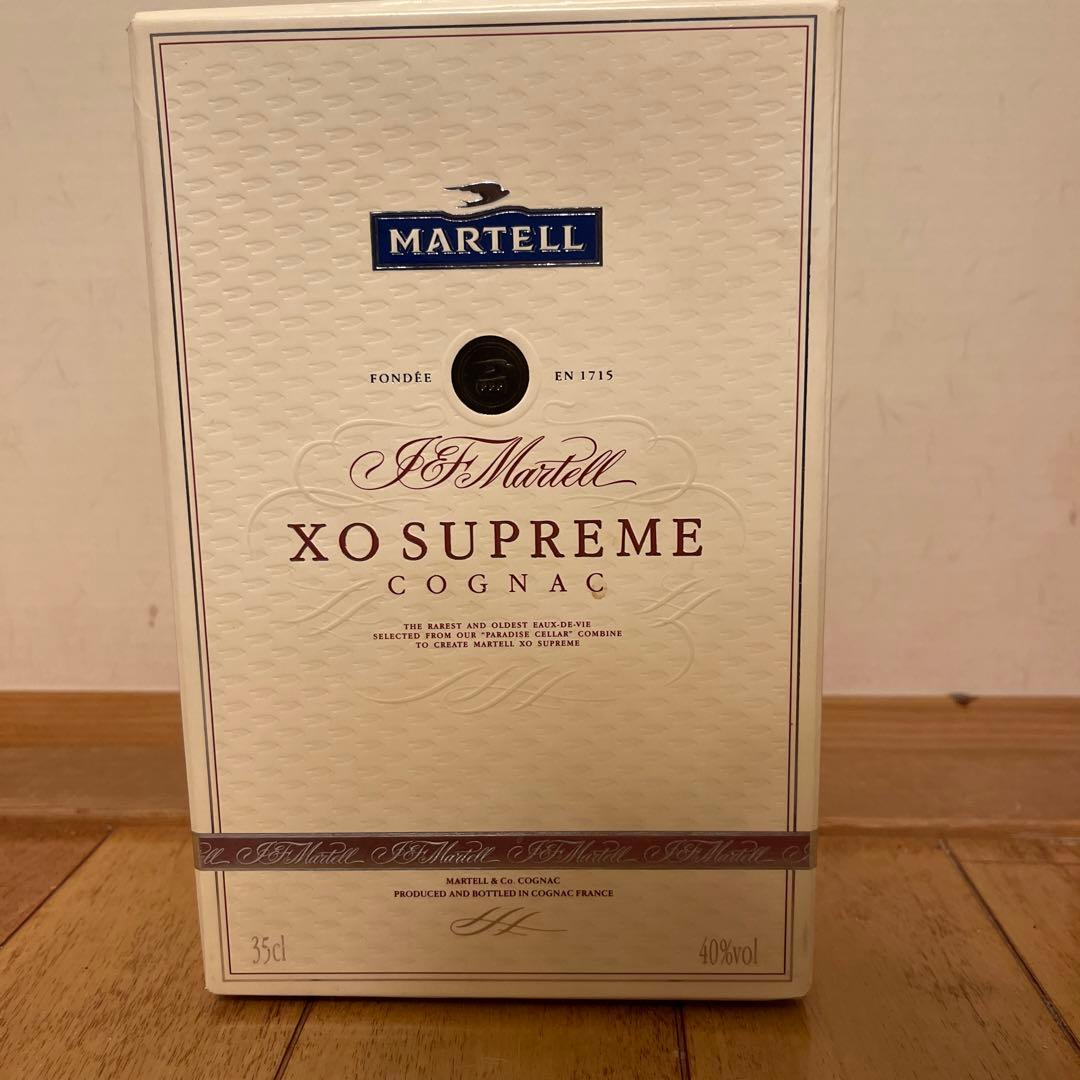 MARTELL
FONDÉE EN 1715
J&F Martell
XO SUPREME
COGNAC
THE RAREST AND OLDEST EAUX-DE-VIE
SELECTED FROM OUR "PARADISE CELLAR" COMBINE
TO CREATE MARTELL XO SUPREME
ll J&F Martell J&F Martell J&F Martell J&F Martell J
MARTELL & Co. COGNAC
PRODUCED AND BOTTLED IN COGNAC FRANCE
35cl 40%vol